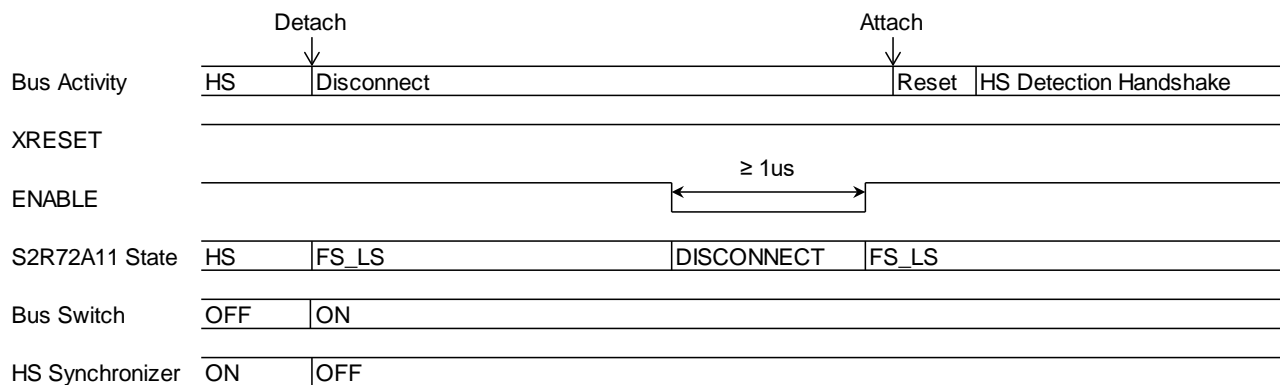 Detach Attach
Bus Activity HS Disconnect Reset HS Detection Handshake
XRESET
≥ 1us
ENABLE
S2R72A11 State HS FS_LS DISCONNECT FS_LS
Bus Switch OFF ON
HS Synchronizer ON OFF